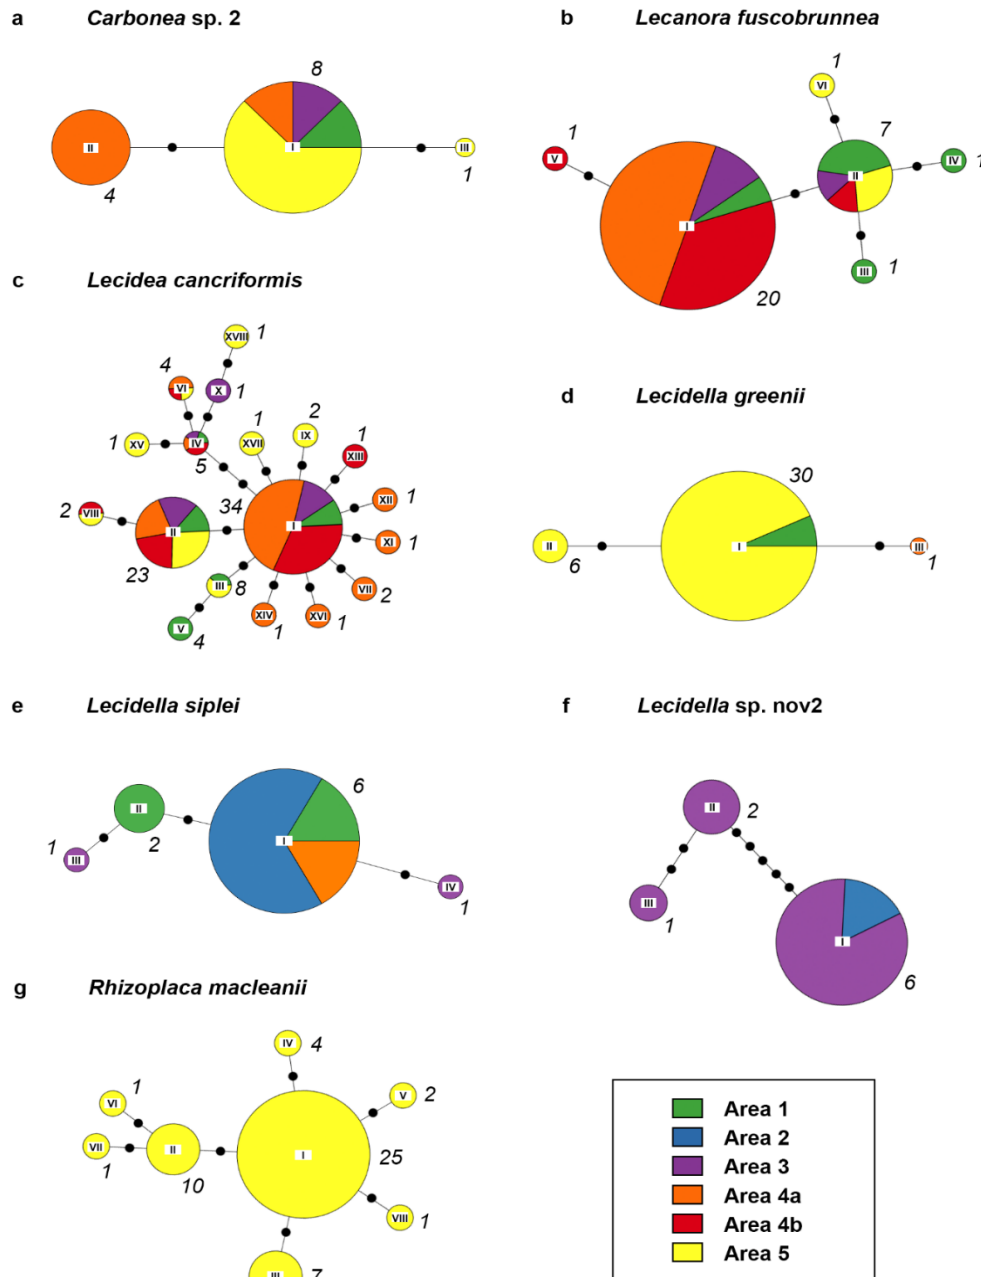 a Carbonea sp. 2
8
II
I
III
4
1
b Lecanora fuscobrunnea
1
VI
7
1
V
II
IV
1
I
III
1
20
c Lecidea cancriformis
XVIII
1
4
VI
X
1
2
1
IX
1
XV
IV
XVII
XIII
1
5
34
XII
1
2
VIII
II
I
XI
1
23
III
8
VII
2
V
4
XIV
1
XVI
1
d Lecidella greenii
30
II
I
III
6
1
e Lecidella siplei
6
II
1
III
2
I
IV
1
f Lecidella sp. nov2
II
2
III
1
I
6
g Rhizoplaca macleanii
IV
4
1
VI
V
2
VII
II
I
25
1
10
VIII
1
III
7
Area 1
Area 2
Area 3
Area 4a
Area 4b
Area 5